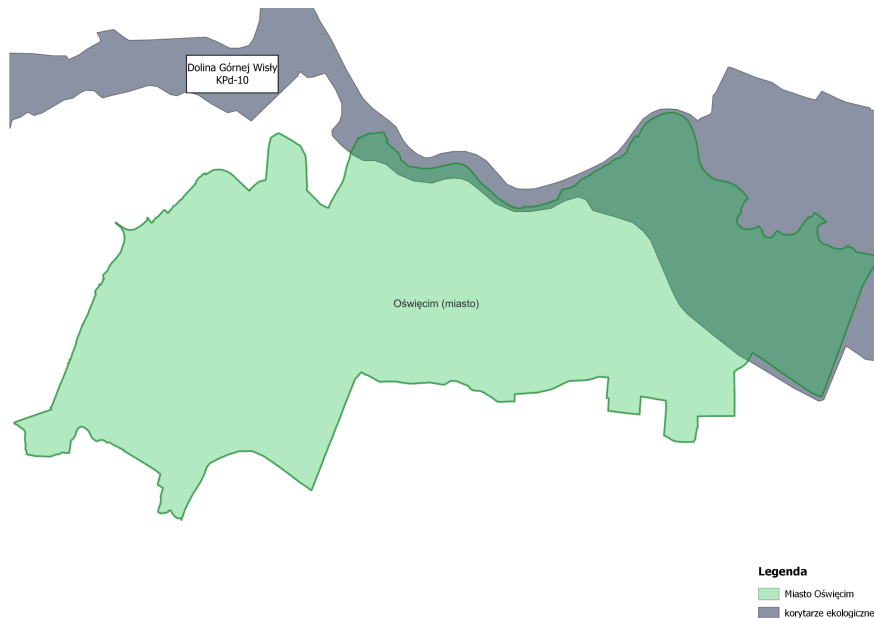 Dolina Górnej Wisły
KPd-10
Oświęcim (miasto)
Legenda
Miasto Oświęcim
korytarze ekologiczne